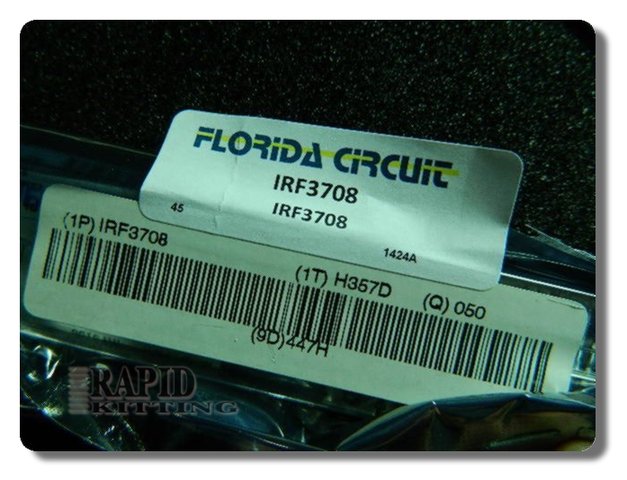 FLORIDA CIRCUIT
IRF3708
IRF3708
45
1424A
(1P) IRF3708
(1T) H357D
(Q) 050
(9D)447H
RAPID
KITTING